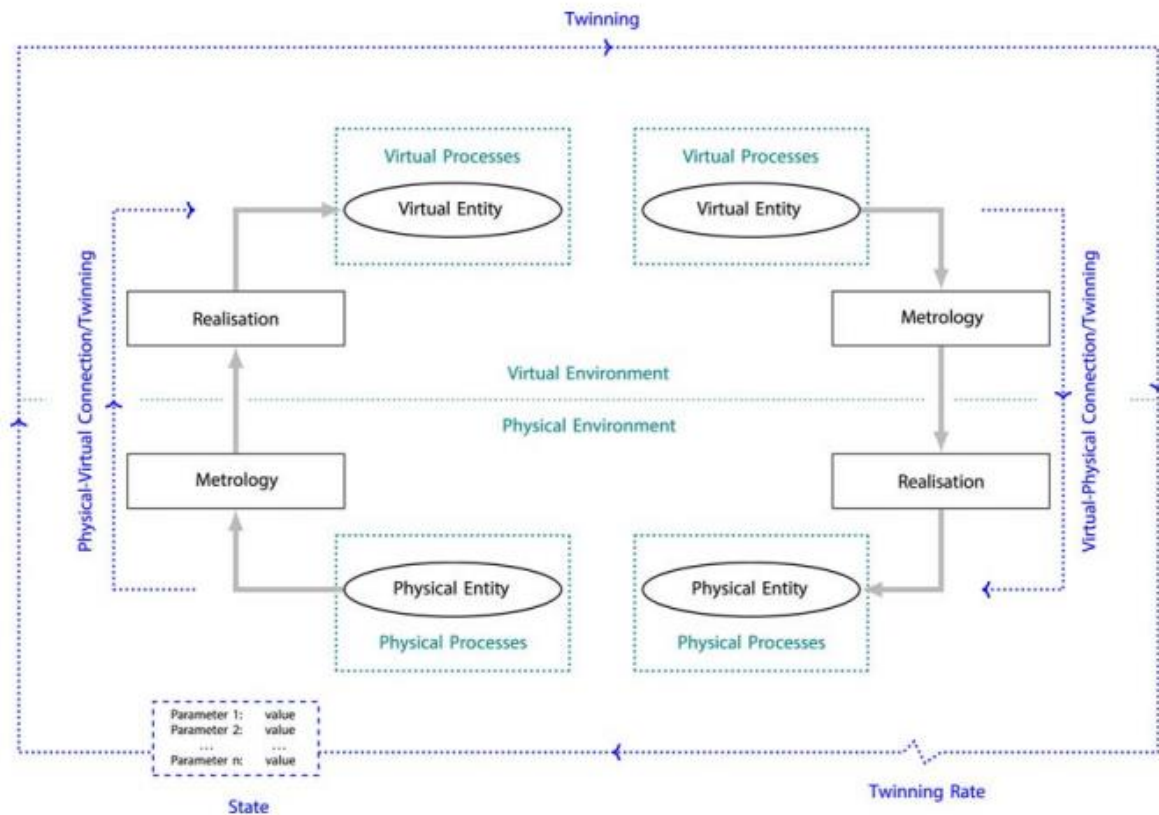 Twinning
Virtual Processes
Virtual Entity
Virtual Processes
Virtual Entity
Physical-Virtual Connection/Twinning
Realisation
Metrology
Virtual-Physical Connection/Twinning
Virtual Environment
Physical Environment
Metrology
Realisation
Physical Entity
Physical Processes
Physical Entity
Physical Processes
Parameter 1: value
Parameter 2: value
... ...
Parameter n: value
State
Twinning Rate